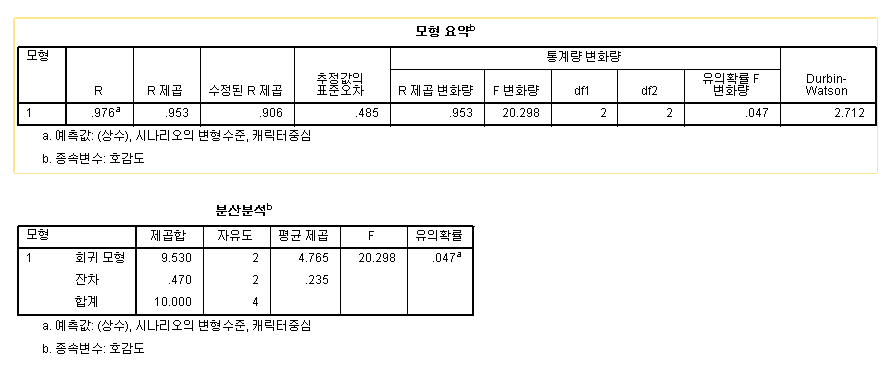 모형 요약b
모형 R R 제곱 수정된 R 제곱 추정값의 표준오차 통계량 변화량 Durbin-Watson
R 제곱 변화량 F 변화량 df1 df2 유의확률 F 변화량
1 .976a .953 .906 .485 .953 20.298 2 2 .047 2.712
a. 예측값: (상수), 시나리오의 변형수준, 캐릭터중심
b. 종속변수: 호감도
분산분석b
모형 제곱합 자유도 평균 제곱 F 유의확률
1 회귀 모형 9.530 2 4.765 20.298 .047a
잔차 .470 2 .235
합계 10.000 4
a. 예측값: (상수), 시나리오의 변형수준, 캐릭터중심
b. 종속변수: 호감도